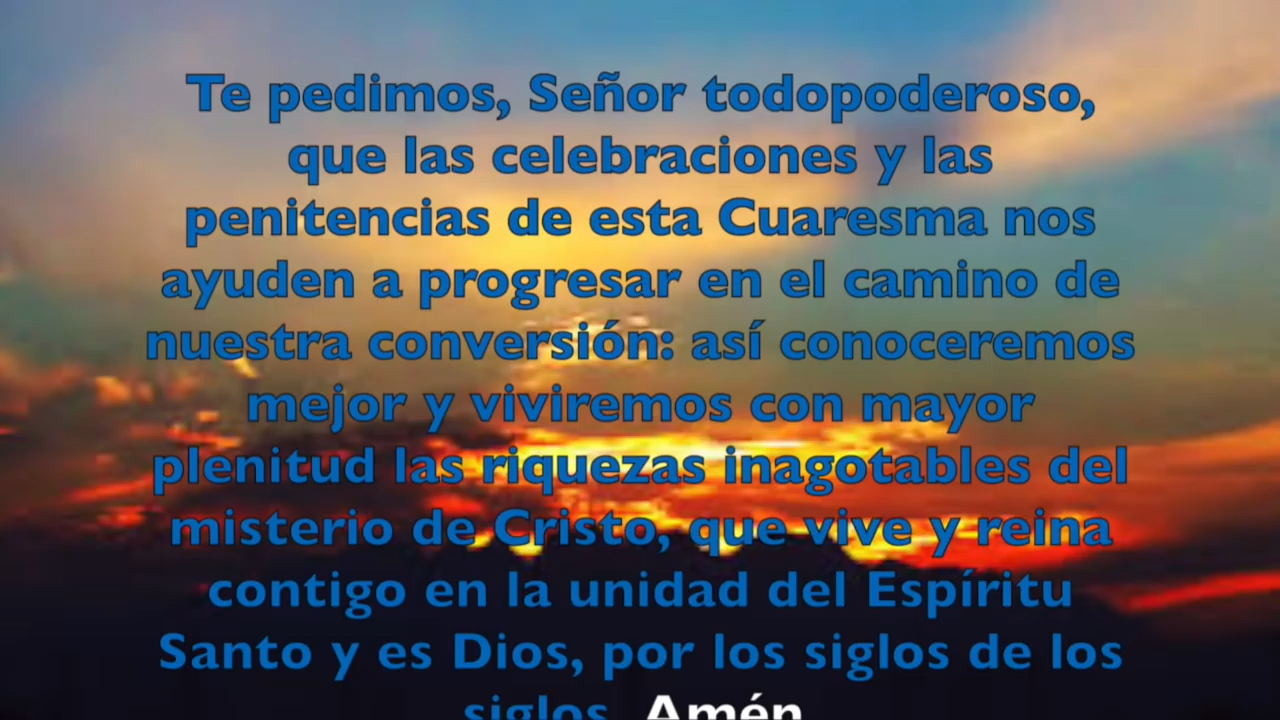 Te pedimos, Señor todopoderoso,
que las celebraciones y las
penitencias de esta Cuaresma nos
ayuden a progresar en el camino de
nuestra conversión: así conoceremos
mejor y viviremos con mayor
plenitud las riquezas inagotables del
misterio de Cristo, que vive y reina
contigo en la unidad del Espíritu
Santo y es Dios, por los siglos de los
siglos. Amén